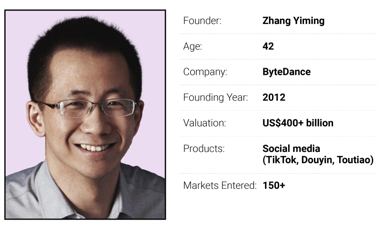 Founder: Zhang Yiming
Age: 42
Company: ByteDance
Founding Year: 2012
Valuation: US$400+ billion
Products: Social media
(TikTok, Douyin, Toutiao)
Markets Entered: 150+